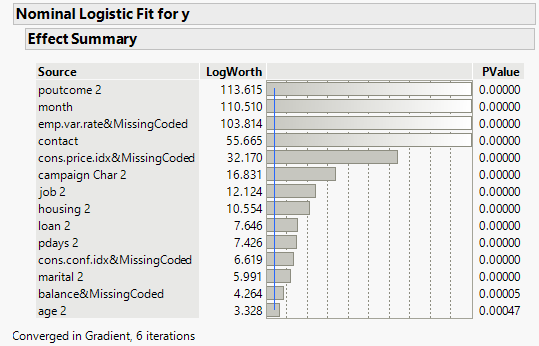 Nominal Logistic Fit for y
Effect Summary
Source LogWorth PValue
poutcome 2 113.615 0.00000
month 110.510 0.00000
emp.var.rate&MissingCoded 103.814 0.00000
contact 55.665 0.00000
cons.price.idx&MissingCoded 32.170 0.00000
campaign Char 2 16.831 0.00000
job 2 12.124 0.00000
housing 2 10.554 0.00000
loan 2 7.646 0.00000
pdays 2 7.426 0.00000
cons.conf.idx&MissingCoded 6.619 0.00000
marital 2 5.991 0.00000
balance&MissingCoded 4.264 0.00005
age 2 3.328 0.00047
Converged in Gradient, 6 iterations